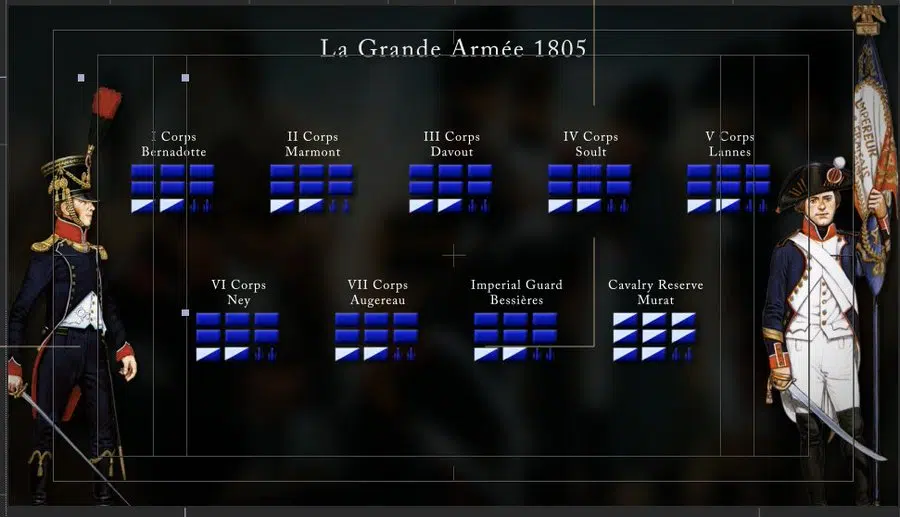 La Grande Armée 1805
I Corps
Bernadotte
II Corps
Marmont
III Corps
Davout
IV Corps
Soult
V Corps
Lannes
VI Corps
Ney
VII Corps
Augereau
Imperial Guard
Bessières
Cavalry Reserve
Murat
EMPEREUR